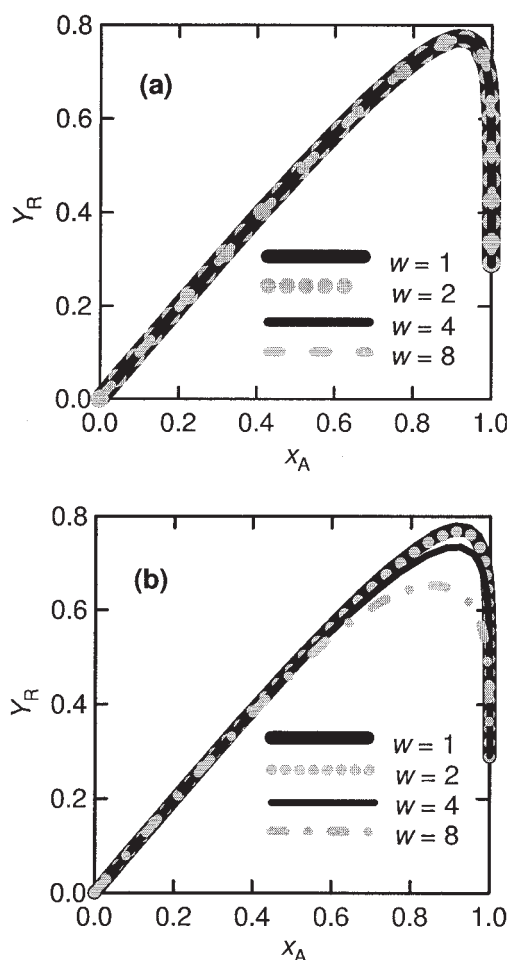 0.8
(a)
0.6
Y_R
0.4
w = 1
w = 2
0.2
w = 4
w = 8
0.0
0.0 0.2 0.4 0.6 0.8 1.0
x_A
0.8
(b)
0.6
Y_R
0.4
w = 1
w = 2
0.2
w = 4
w = 8
0.0
0.0 0.2 0.4 0.6 0.8 1.0
x_A